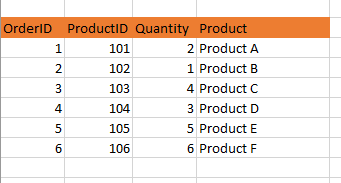 OrderID ProductID Quantity Product
1 101 2 Product A
2 102 1 Product B
3 103 4 Product C
4 104 3 Product D
5 105 5 Product E
6 106 6 Product F